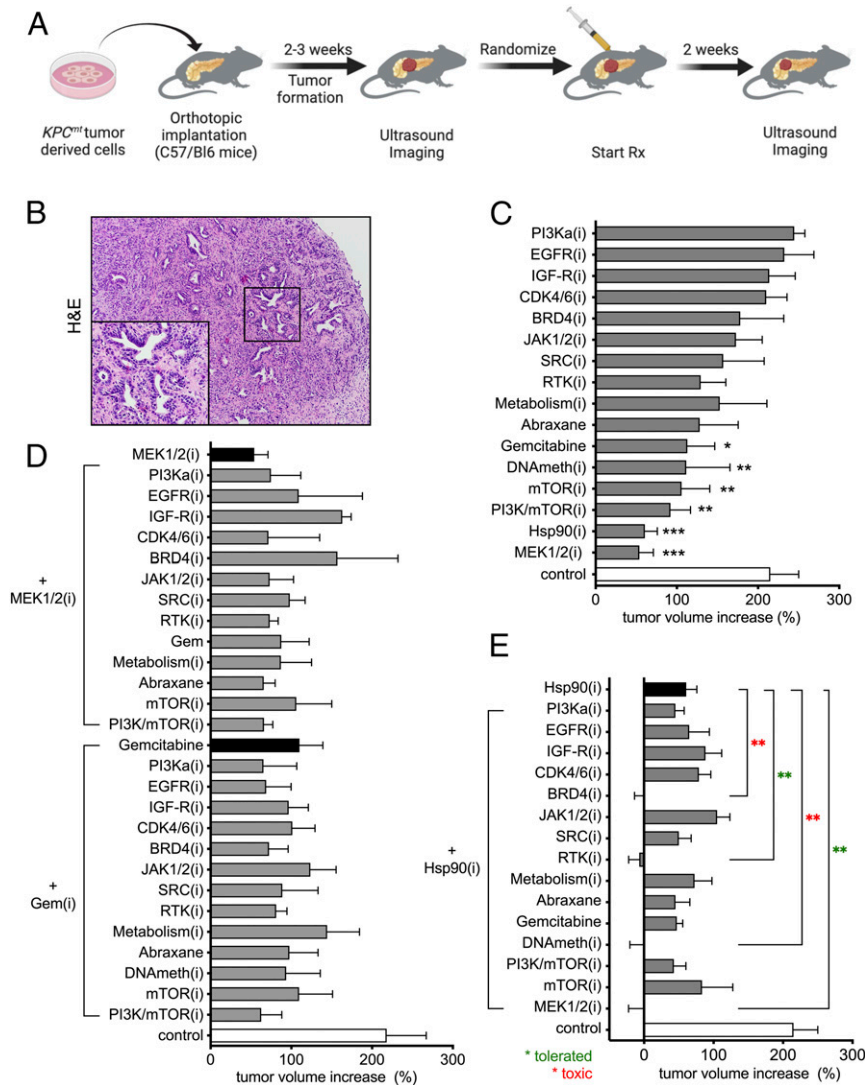 A
2-3 weeks
Tumor
formation
Randomize
2 weeks
KPCmt tumor
derived cells
Orthotopic
implantation
(C57/Bl6 mice)
Ultrasound
Imaging
Start Rx
Ultrasound
Imaging
B
H&E
C
PI3Ka(i)
EGFR(i)
IGF-R(i)
CDK4/6(i)
BRD4(i)
JAK1/2(i)
SRC(i)
RTK(i)
Metabolism(i)
Abraxane
Gemcitabine *
DNAmeth(i) **
mTOR(i) **
PI3K/mTOR(i) **
Hsp90(i) ***
MEK1/2(i) ***
control
0 100 200 300
tumor volume increase (%)
D
MEK1/2(i)
+
MEK1/2(i)
PI3Ka(i)
EGFR(i)
IGF-R(i)
CDK4/6(i)
BRD4(i)
JAK1/2(i)
SRC(i)
RTK(i)
Gem
Metabolism(i)
Abraxane
mTOR(i)
PI3K/mTOR(i)
Gemcitabine
+
Gem(i)
PI3Ka(i)
EGFR(i)
IGF-R(i)
CDK4/6(i)
BRD4(i)
JAK1/2(i)
SRC(i)
RTK(i)
Metabolism(i)
Abraxane
DNAmeth(i)
mTOR(i)
PI3K/mTOR(i)
control
0 100 200 300
tumor volume increase (%)
E
Hsp90(i)
+
Hsp90(i)
PI3Ka(i)
EGFR(i)
IGF-R(i)
CDK4/6(i)
BRD4(i)
JAK1/2(i)
SRC(i)
RTK(i)
Metabolism(i)
Abraxane
Gemcitabine
DNAmeth(i)
PI3K/mTOR(i)
mTOR(i)
MEK1/2(i)
control
**
**
**
**
0 100 200 300
* tolerated
* toxic
tumor volume increase (%)